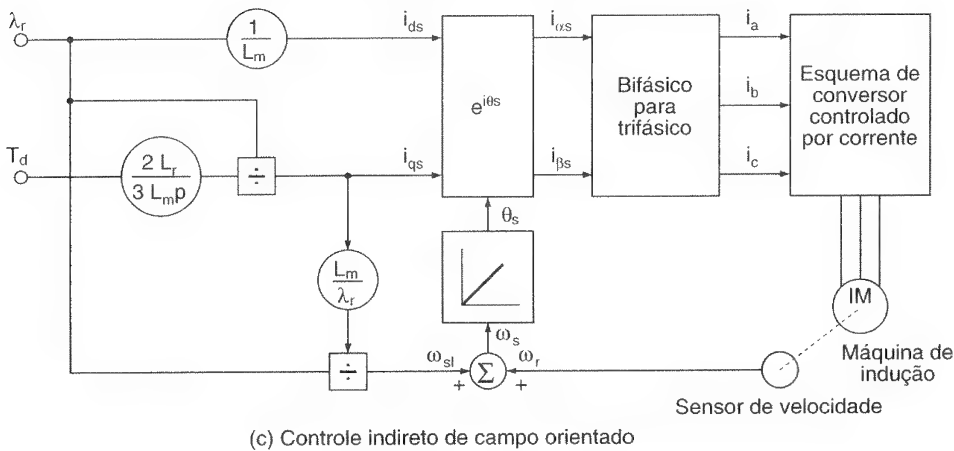 λr
1
Lm
ids
iαs
ia
eiθs
Bifásico
para
trifásico
ib
Esquema de
conversor
controlado
por corrente
Td
2 Lr
3 Lmp
÷
iqs
iβs
ic
θs
Lm
λr
IM
ωs
÷
ωsl
+
Σ
+
ωr
Máquina de
indução
Sensor de velocidade
(c) Controle indireto de campo orientado